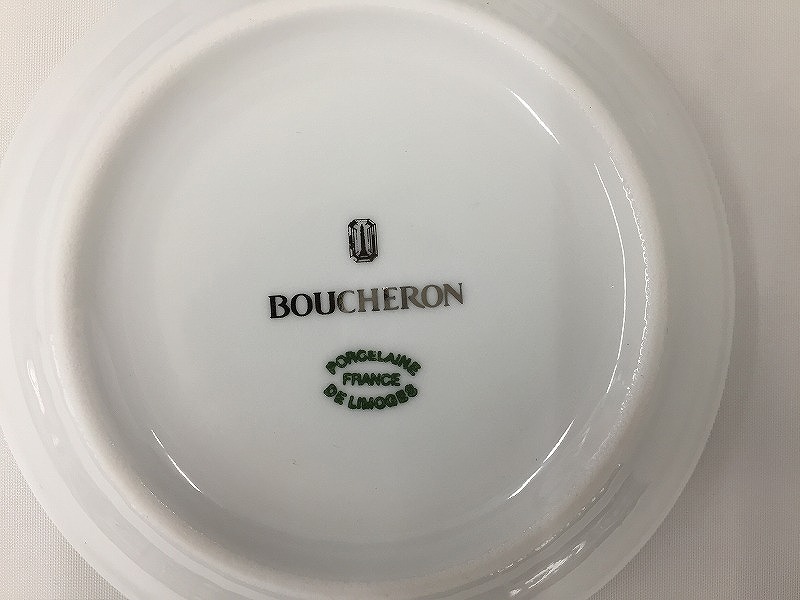 BOUCHERON
PORCELAINE
FRANCE
DE LIMOGES